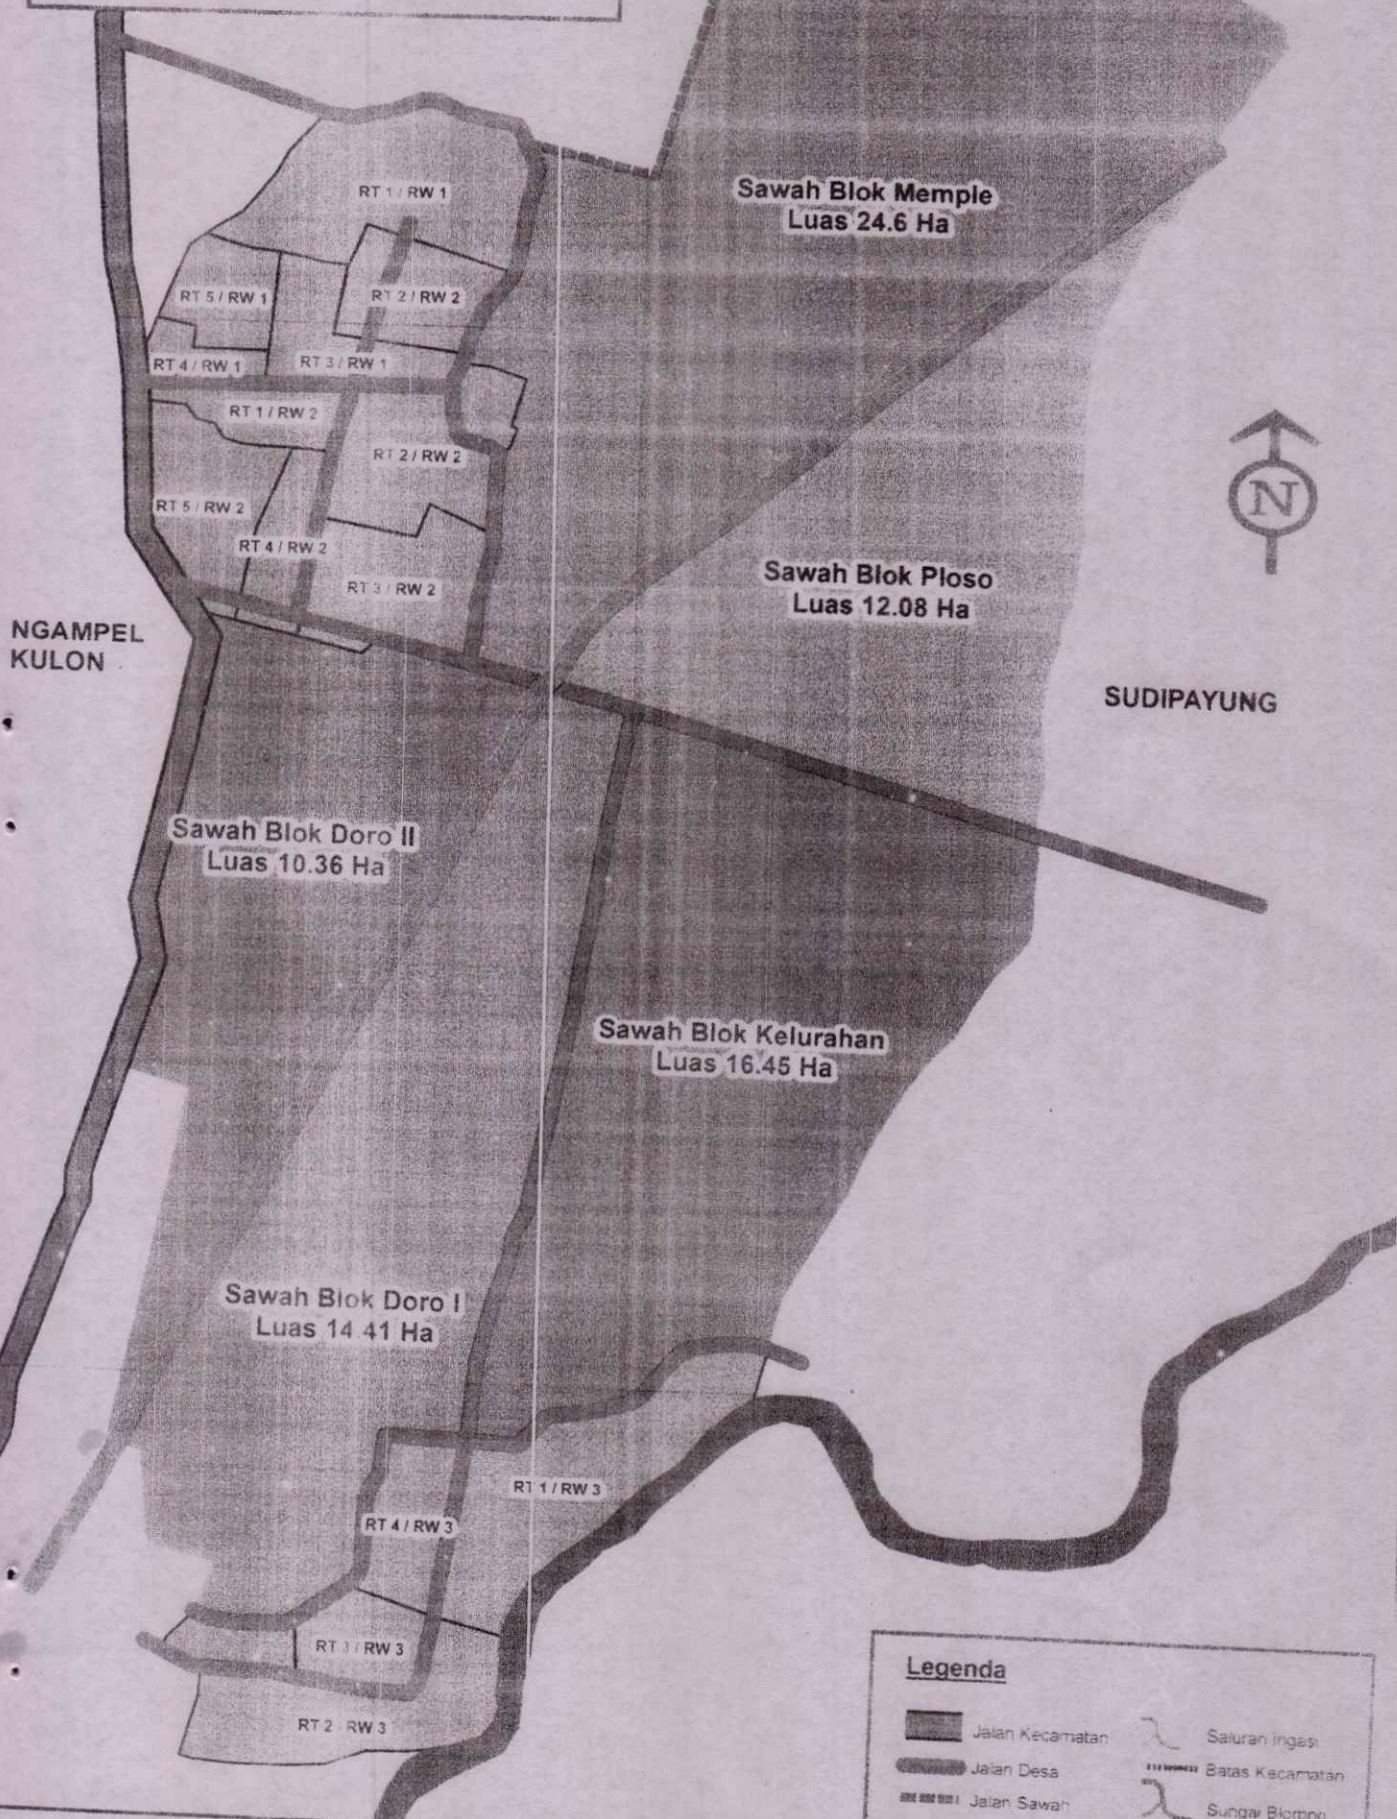 RT 1 / RW 1
Sawah Blok Memple
Luas 24.6 Ha
RT 5 / RW 1
RT 2 / RW 2
RT 4 / RW 1
RT 3 / RW 1
RT 1 / RW 2
RT 2 / RW 2
RT 5 / RW 2
RT 4 / RW 2
RT 3 / RW 2
N
Sawah Blok Ploso
Luas 12.08 Ha
NGAMPEL
KULON
SUDIPAYUNG
Sawah Blok Doro II
Luas 10.36 Ha
Sawah Blok Kelurahan
Luas 16.45 Ha
Sawah Blok Doro I
Luas 14.41 Ha
RT 1 / RW 3
RT 4 / RW 3
RT 3 / RW 3
RT 2 RW 3
Legenda
Jalan Kecamatan
Saluran Irigasi
Jalan Desa
Batas Kecamatan
Jalan Sawah
Sungai